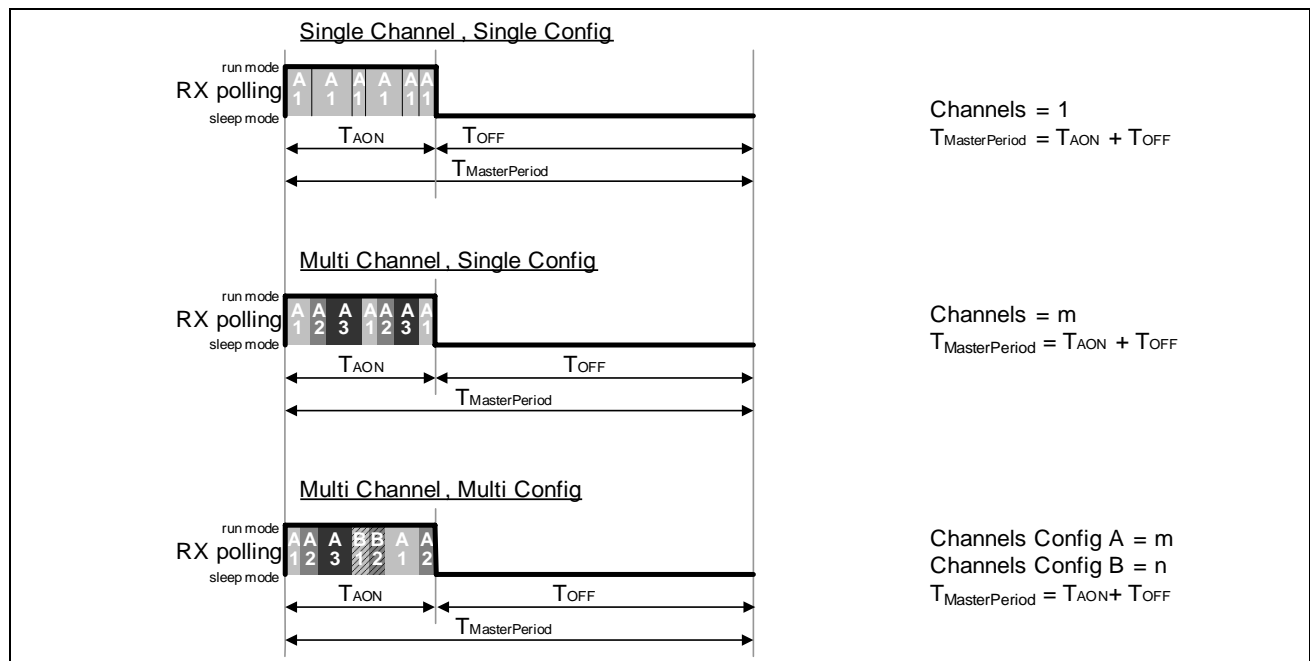 Single Channel , Single Config
run mode
RX polling
sleep mode
A A A A A A
1 1 1 1 1 1
TAON
TOFF
TMasterPeriod
Channels = 1
TMasterPeriod = TAON + TOFF
Multi Channel , Single Config
run mode
RX polling
sleep mode
A A A A A A A
1 2 3 1 2 3 1
TAON
TOFF
TMasterPeriod
Channels = m
TMasterPeriod = TAON + TOFF
Multi Channel , Multi Config
run mode
RX polling
sleep mode
A A A B B A A
1 2 3 1 2 1 2
TAON
TOFF
TMasterPeriod
Channels Config A = m
Channels Config B = n
TMasterPeriod = TAON+ TOFF